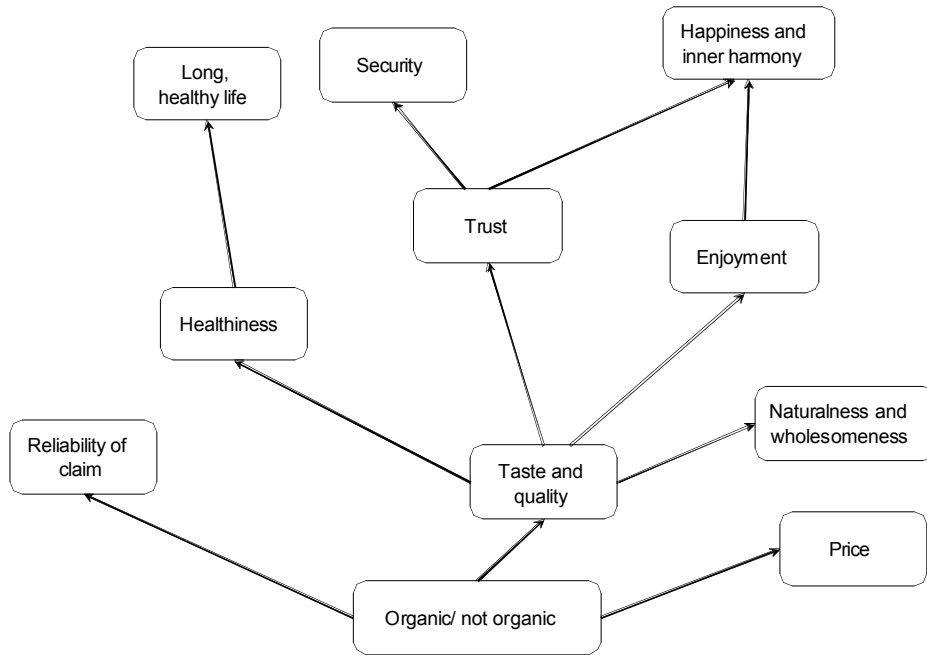 Happiness and
inner harmony
Long,
healthy life
Security
Trust
Enjoyment
Healthiness
Naturalness and
wholesomeness
Reliability of
claim
Taste and
quality
Price
Organic/ not organic